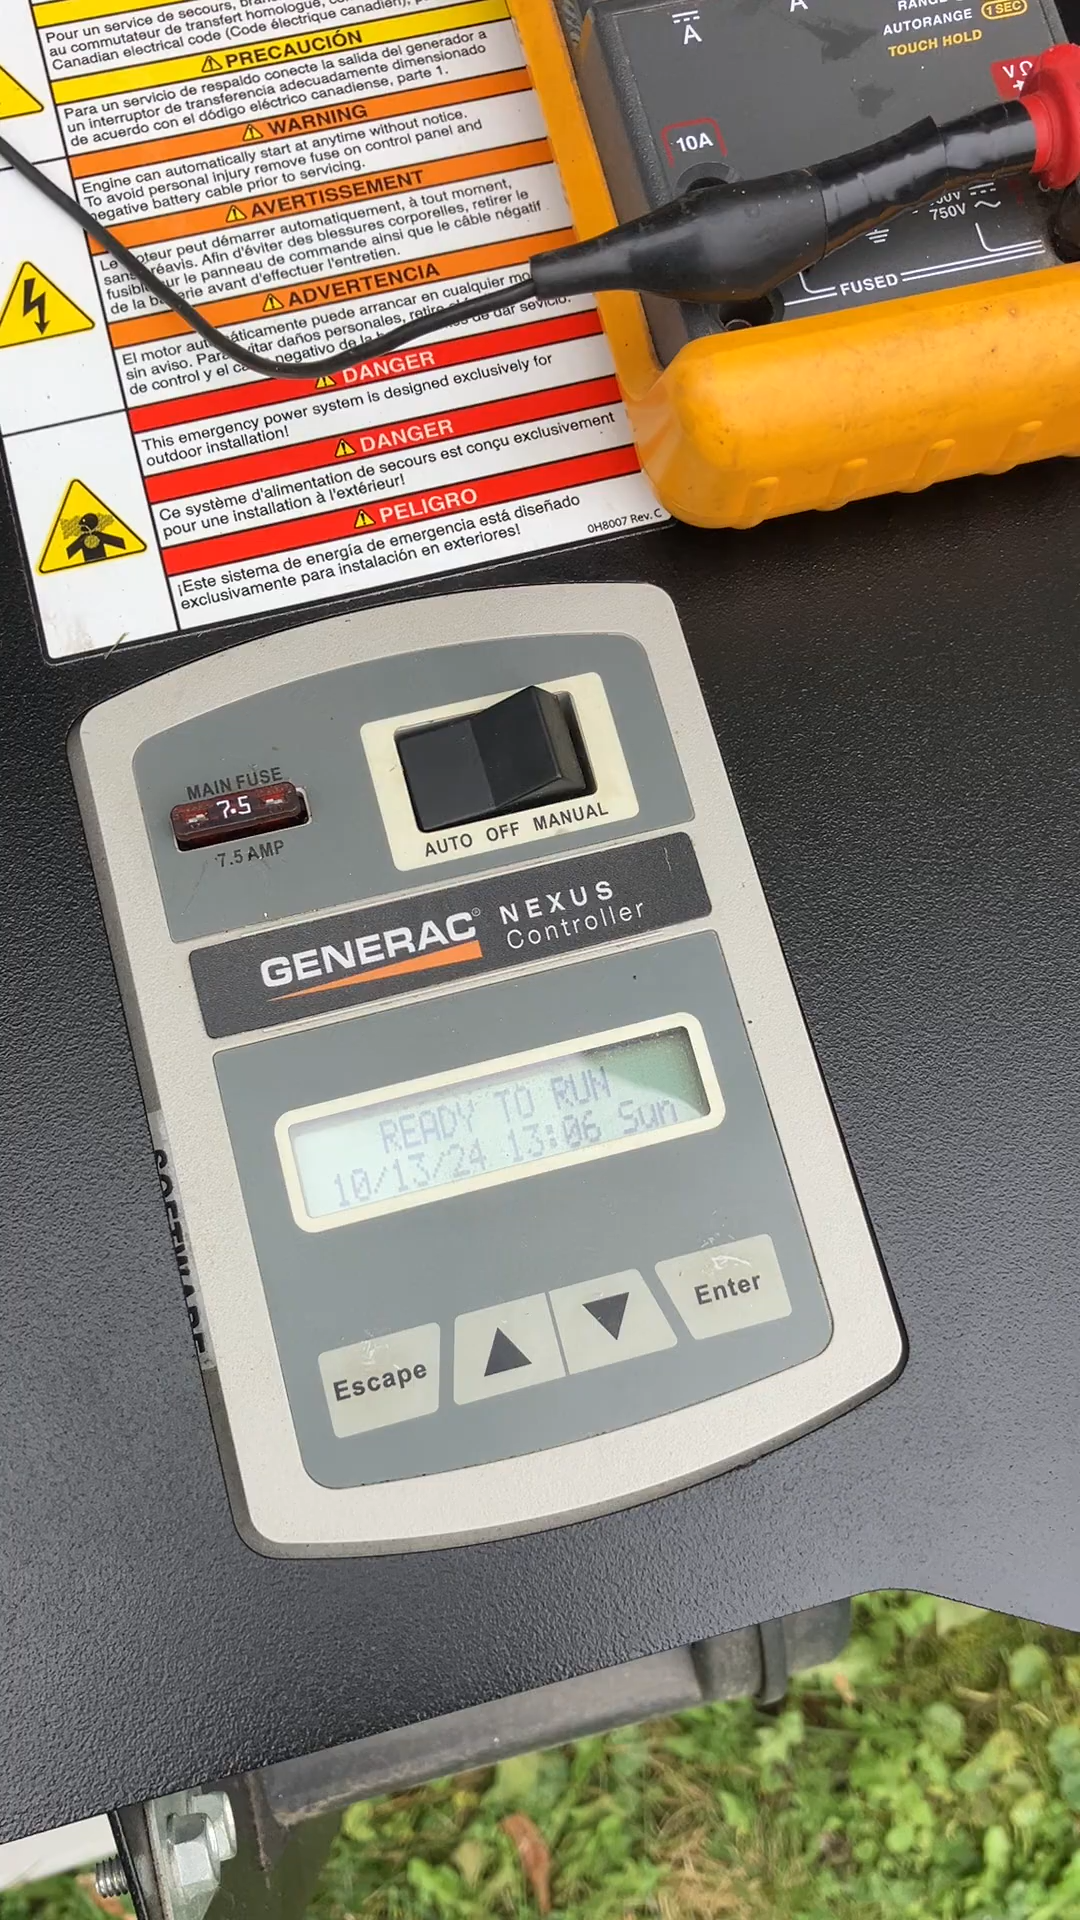 Pour un service de secours,
au commutateur de transfert homologué,
Canadian electrical code (Code électrique canadien),
PRECAUCIÓN
Para un servicio de respaldo conecte la salida del generador a
un interruptor de transferencia adecuadamente dimensionado
de acuerdo con el dódigo eléctrico canadiense, parte 1.
WARNING
Engine can automatically start at anytime without notice.
To avoid personal injury remove fuse on control panel and
negative battery cable prior to servicing.
AVERTISSEMENT
Le moteur peut démarrer automatiquement, à tout moment,
sans préavis. Afin d'éviter des blessures corporelles, retirer le
fusible sur le panneau de commande ainsi que le câble négatif
de la batterie avant d'effectuer l'entretien.
ADVERTENCIA
El motor automáticamente puede arrancar en cualquier
sin aviso. Para evitar daños personales,
de control y el negativo de la de dar servicio.
DANGER
This emergency power system is designed exclusively for
outdoor installation!
DANGER
Ce système d'alimentation de secours est conçu exclusivement
pour une installation à l'extérieur!
PELIGRO
¡Este sistema de energía de emergencia está diseñado
exclusivamente para instalación en exteriores!
0H8007 Rev. C
A
A
AUTORANGE
1 SEC
TOUCH HOLD
V Ω
10A
750V
FUSED
MAIN FUSE
7.5
7.5 AMP
AUTO OFF MANUAL
GENERAC® NEXUS
Controller
READY TO RUN
10/13/24 13:06 Sun
Escape
Enter
SOFTWARE